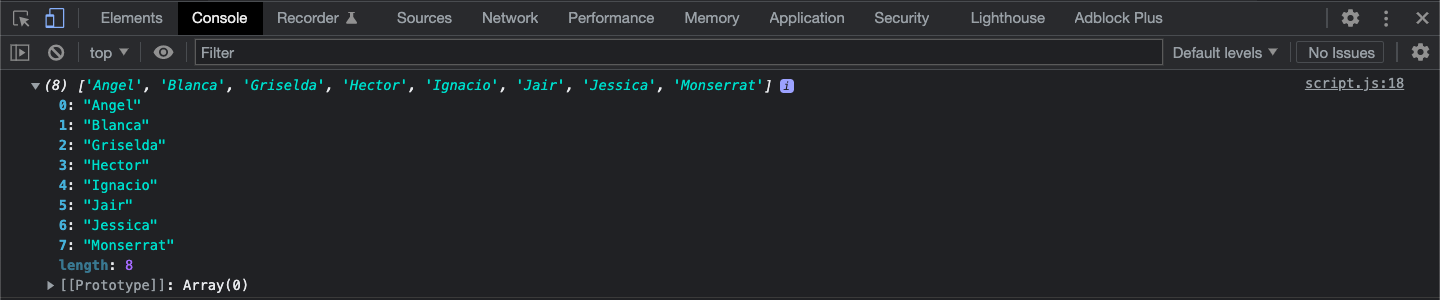 Elements Console Recorder Sources Network Performance Memory Application Security Lighthouse Adblock Plus
top Filter Default levels No Issues
(8) ['Angel', 'Blanca', 'Griselda', 'Hector', 'Ignacio', 'Jair', 'Jessica', 'Monserrat'] i script.js:18
0: "Angel"
1: "Blanca"
2: "Griselda"
3: "Hector"
4: "Ignacio"
5: "Jair"
6: "Jessica"
7: "Monserrat"
length: 8
[[Prototype]]: Array(0)